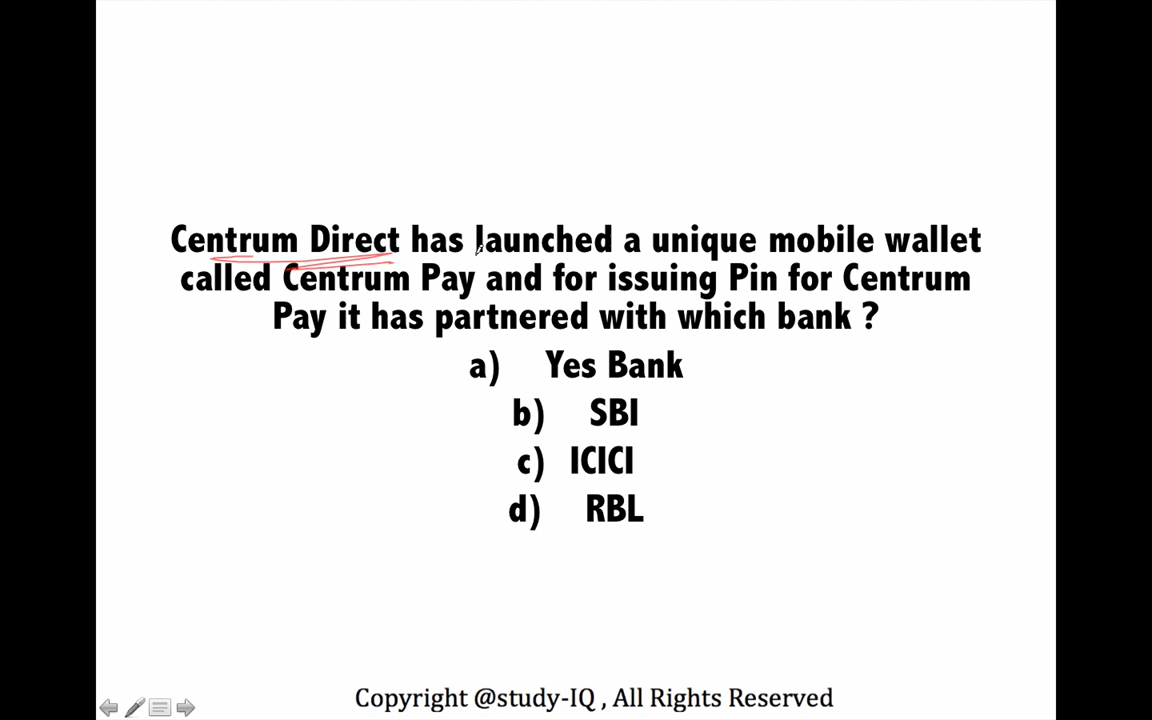 Centrum Direct has launched a unique mobile wallet
called Centrum Pay and for issuing Pin for Centrum
Pay it has partnered with which bank ?
a) Yes Bank
b) SBI
c) ICICI
d) RBL
Copyright @study-IQ , All Rights Reserved